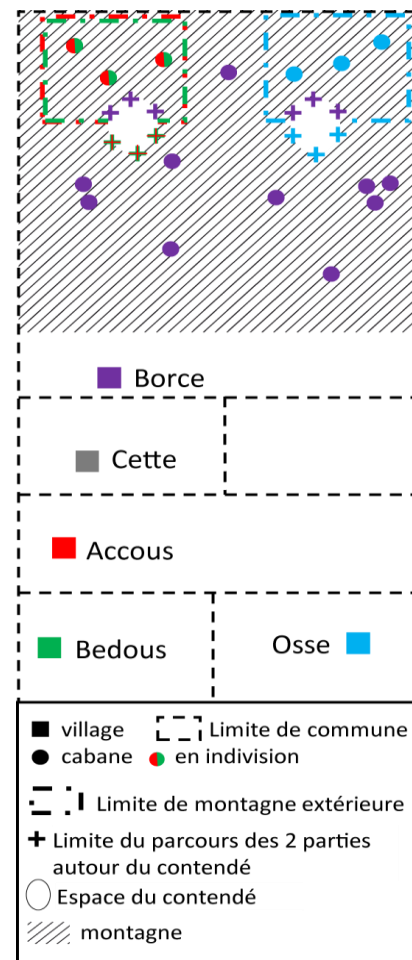 Borce
Cette
Accous
Bedous
Osse
village
Limite de commune
cabane
en indivision
Limite de montagne extérieure
Limite du parcours des 2 parties
autour du contendé
Espace du contendé
montagne